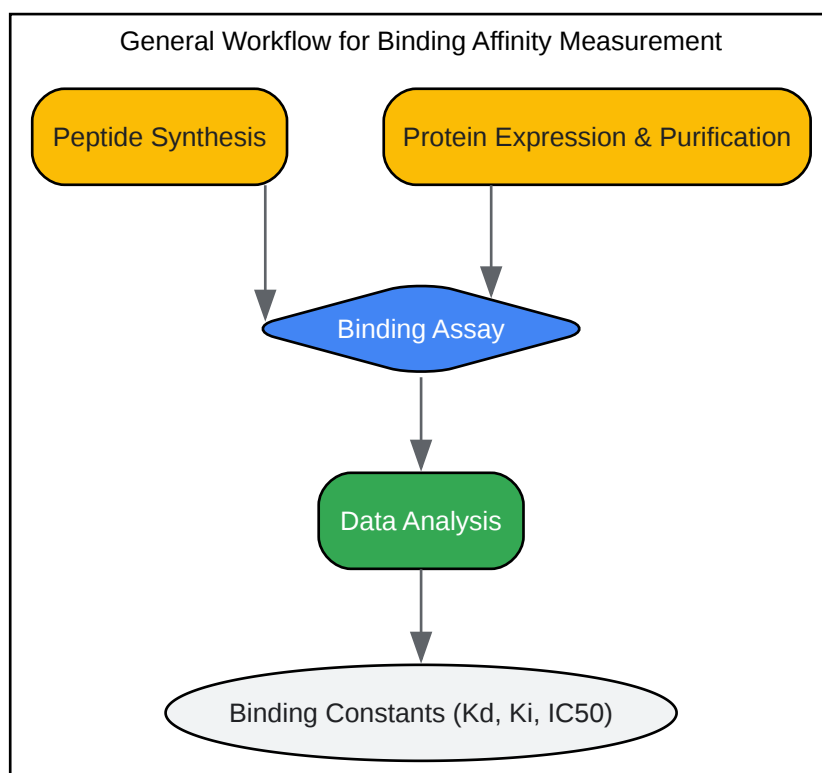 General Workflow for Binding Affinity Measurement
Peptide Synthesis
Protein Expression & Purification
Binding Assay
Data Analysis
Binding Constants (Kd, Ki, IC50)